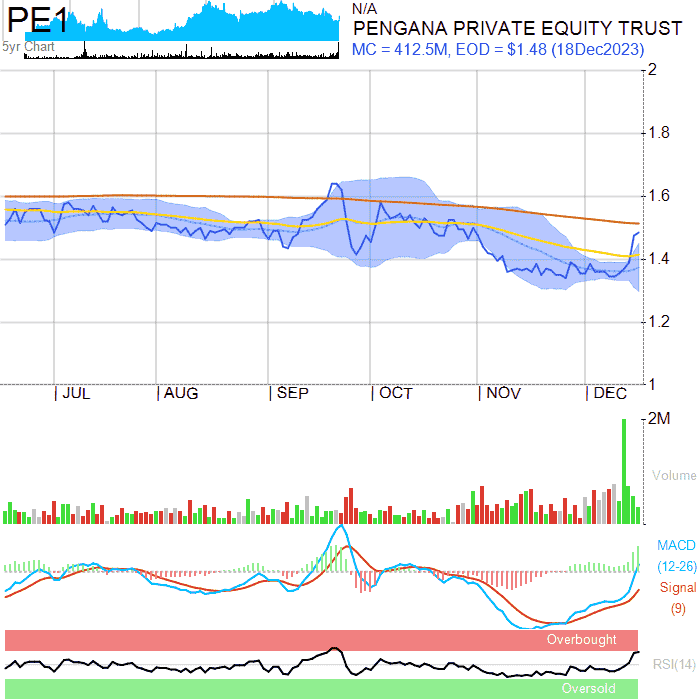 PE1
N/A
PENGANA PRIVATE EQUITY TRUST
5yr Chart
MC = 412.5M, EOD = $1.48 (18Dec2023)
2
1.8
1.6
1.4
1.2
1
JUL AUG SEP OCT NOV DEC
2M
Volume
MACD
(12-26)
Signal
(9)
Overbought
RSI(14)
Oversold